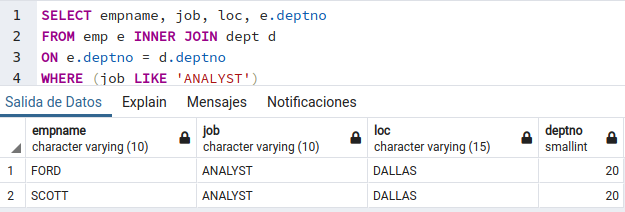 1 SELECT empname, job, loc, e.deptno
2 FROM emp e INNER JOIN dept d
3 ON e.deptno = d.deptno
4 WHERE (job LIKE 'ANALYST')
Salida de Datos Explain Mensajes Notificaciones
empname job loc deptno
character varying (10) character varying (10) character varying (15) smallint
1 FORD ANALYST DALLAS 20
2 SCOTT ANALYST DALLAS 20